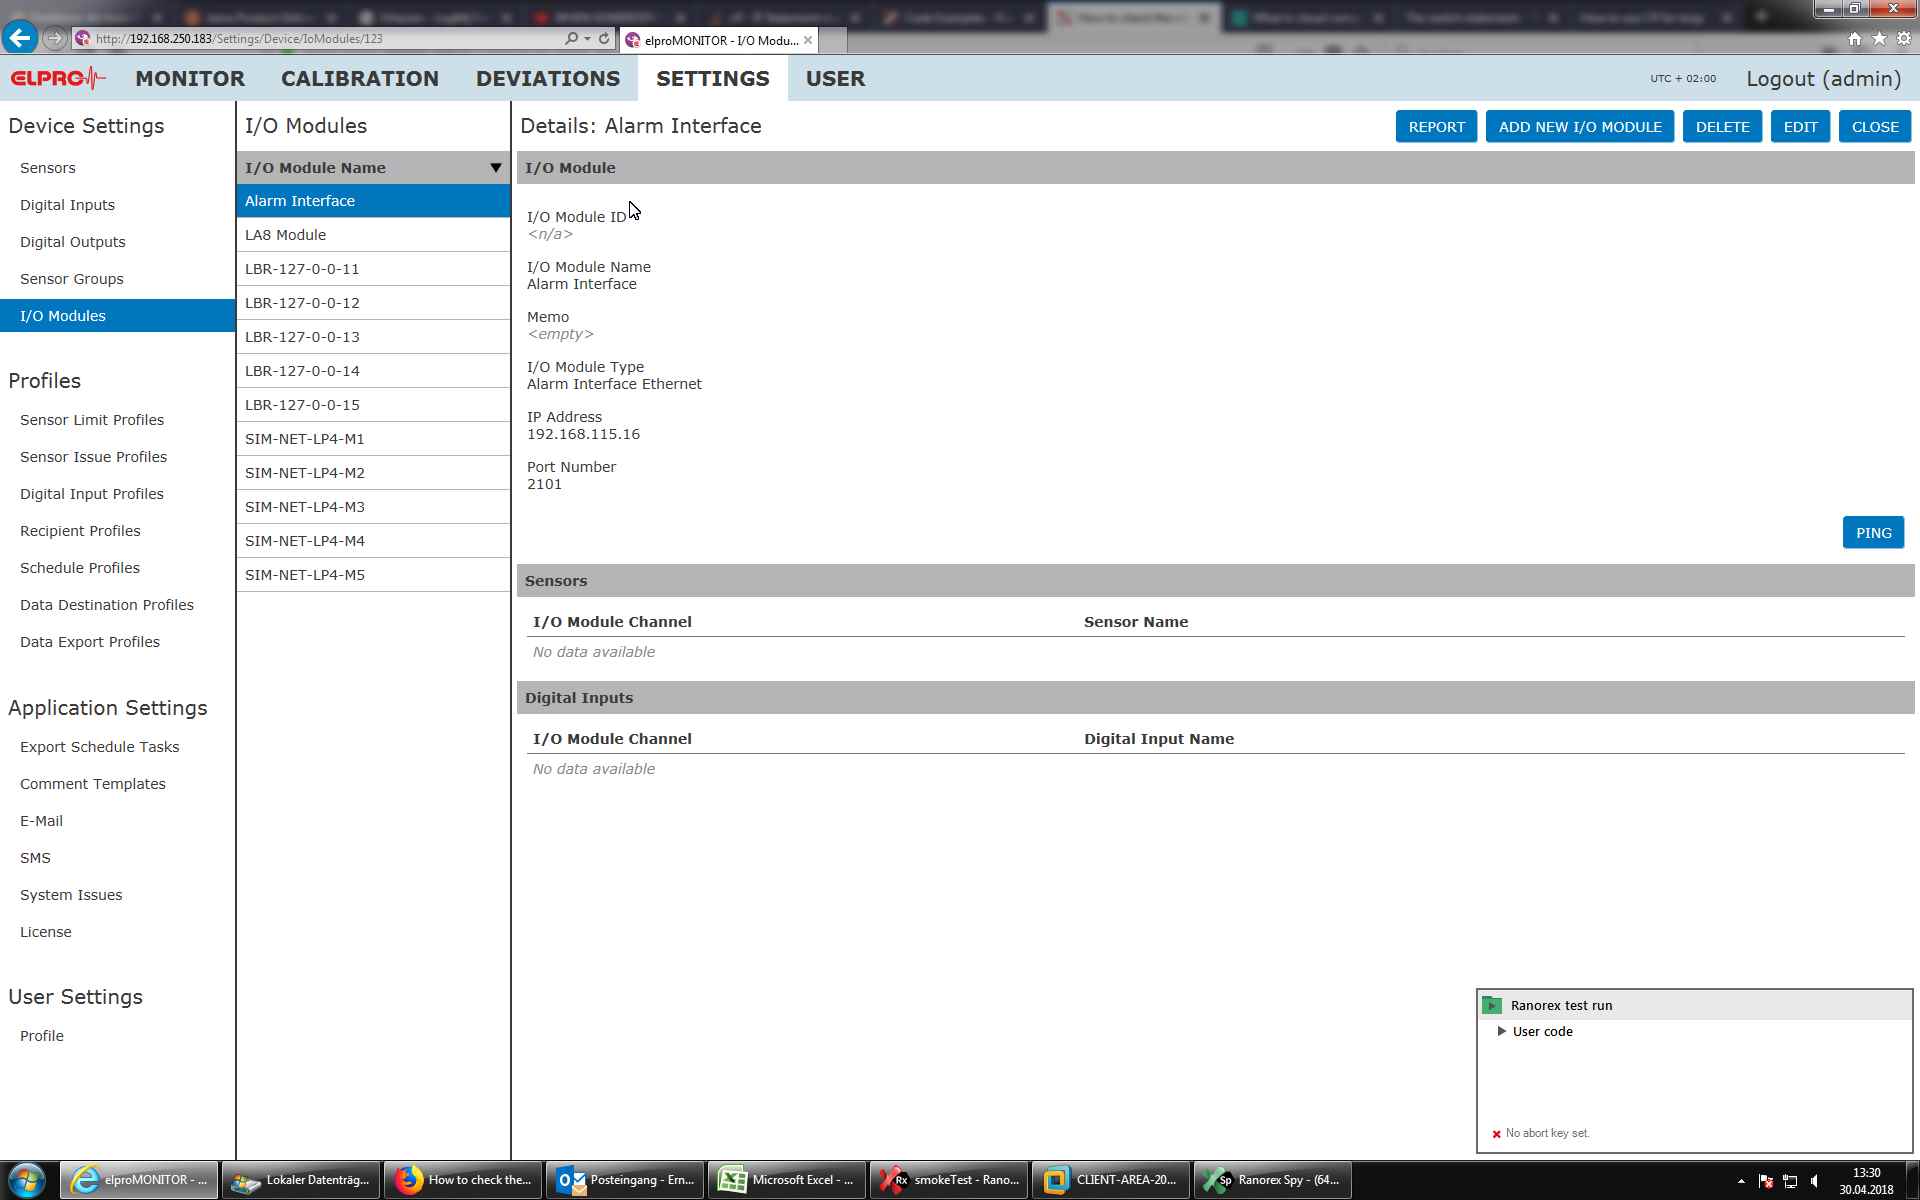 http://192.168.250.183/Settings/Device/IoModules/123
elproMONITOR - I/O Modu...
ELPRO
MONITOR
CALIBRATION
DEVIATIONS
SETTINGS
USER
UTC + 02:00
Logout (admin)
Device Settings
Sensors
Digital Inputs
Digital Outputs
Sensor Groups
I/O Modules
Profiles
Sensor Limit Profiles
Sensor Issue Profiles
Digital Input Profiles
Recipient Profiles
Schedule Profiles
Data Destination Profiles
Data Export Profiles
Application Settings
Export Schedule Tasks
Comment Templates
E-Mail
SMS
System Issues
License
User Settings
Profile
I/O Modules
I/O Module Name
Alarm Interface
LA8 Module
LBR-127-0-0-11
LBR-127-0-0-12
LBR-127-0-0-13
LBR-127-0-0-14
LBR-127-0-0-15
SIM-NET-LP4-M1
SIM-NET-LP4-M2
SIM-NET-LP4-M3
SIM-NET-LP4-M4
SIM-NET-LP4-M5
Details: Alarm Interface
REPORT
ADD NEW I/O MODULE
DELETE
EDIT
CLOSE
I/O Module
I/O Module ID
<n/a>
I/O Module Name
Alarm Interface
Memo
<empty>
I/O Module Type
Alarm Interface Ethernet
IP Address
192.168.115.16
Port Number
2101
PING
Sensors
I/O Module Channel
Sensor Name
No data available
Digital Inputs
I/O Module Channel
Digital Input Name
No data available
Ranorex test run
User code
No abort key set.
elproMONITOR - ...
Lokaler Datenträg...
How to check the...
Posteingang - Ern...
Microsoft Excel - ...
smokeTest - Rano...
CLIENT-AREA-20...
Ranorex Spy - (64...
13:30
30.04.2018